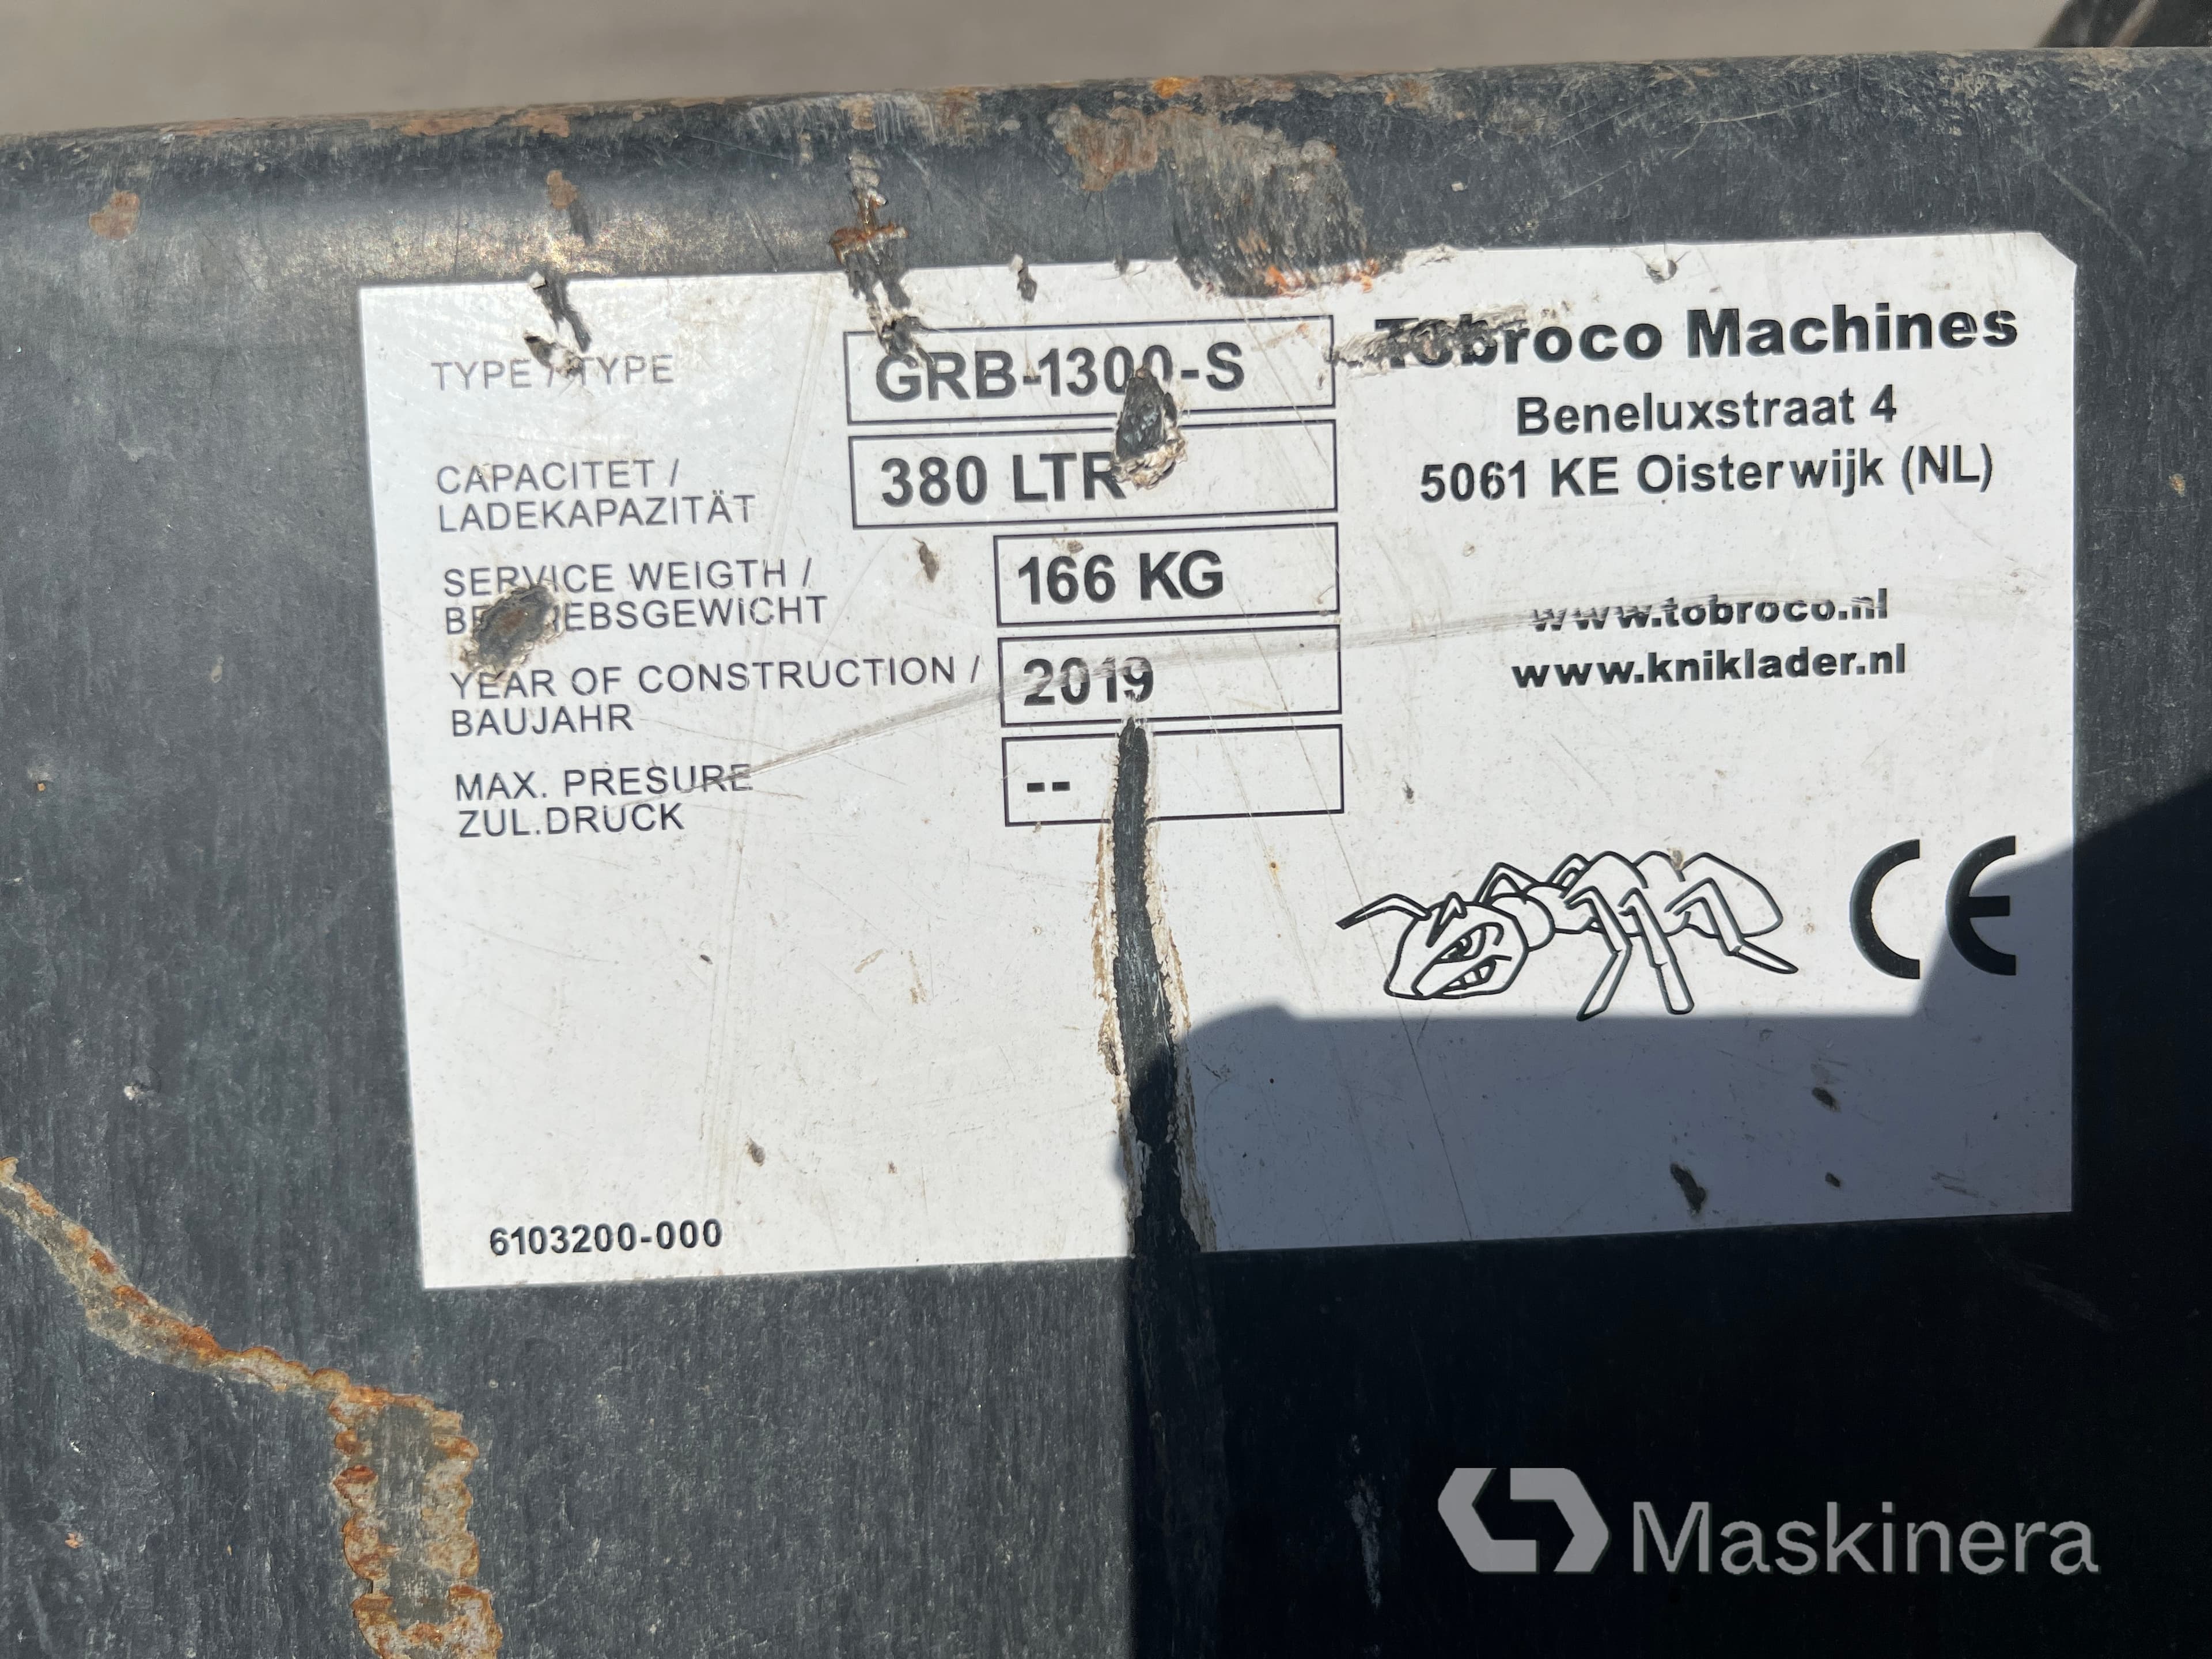 TYPE / TYPE GRB-1300-S
CAPACITET /
LADEKAPAZITÄT 380 LTR
SERVICE WEIGTH /
BETRIEBSGEWICHT 166 KG
YEAR OF CONSTRUCTION /
BAUJAHR 2019
MAX. PRESURE
ZUL.DRUCK --
6103200-000
Tobroco Machines
Beneluxstraat 4
5061 KE Oisterwijk (NL)
www.tobroco.nl
www.kniklader.nl
CE
Maskinera